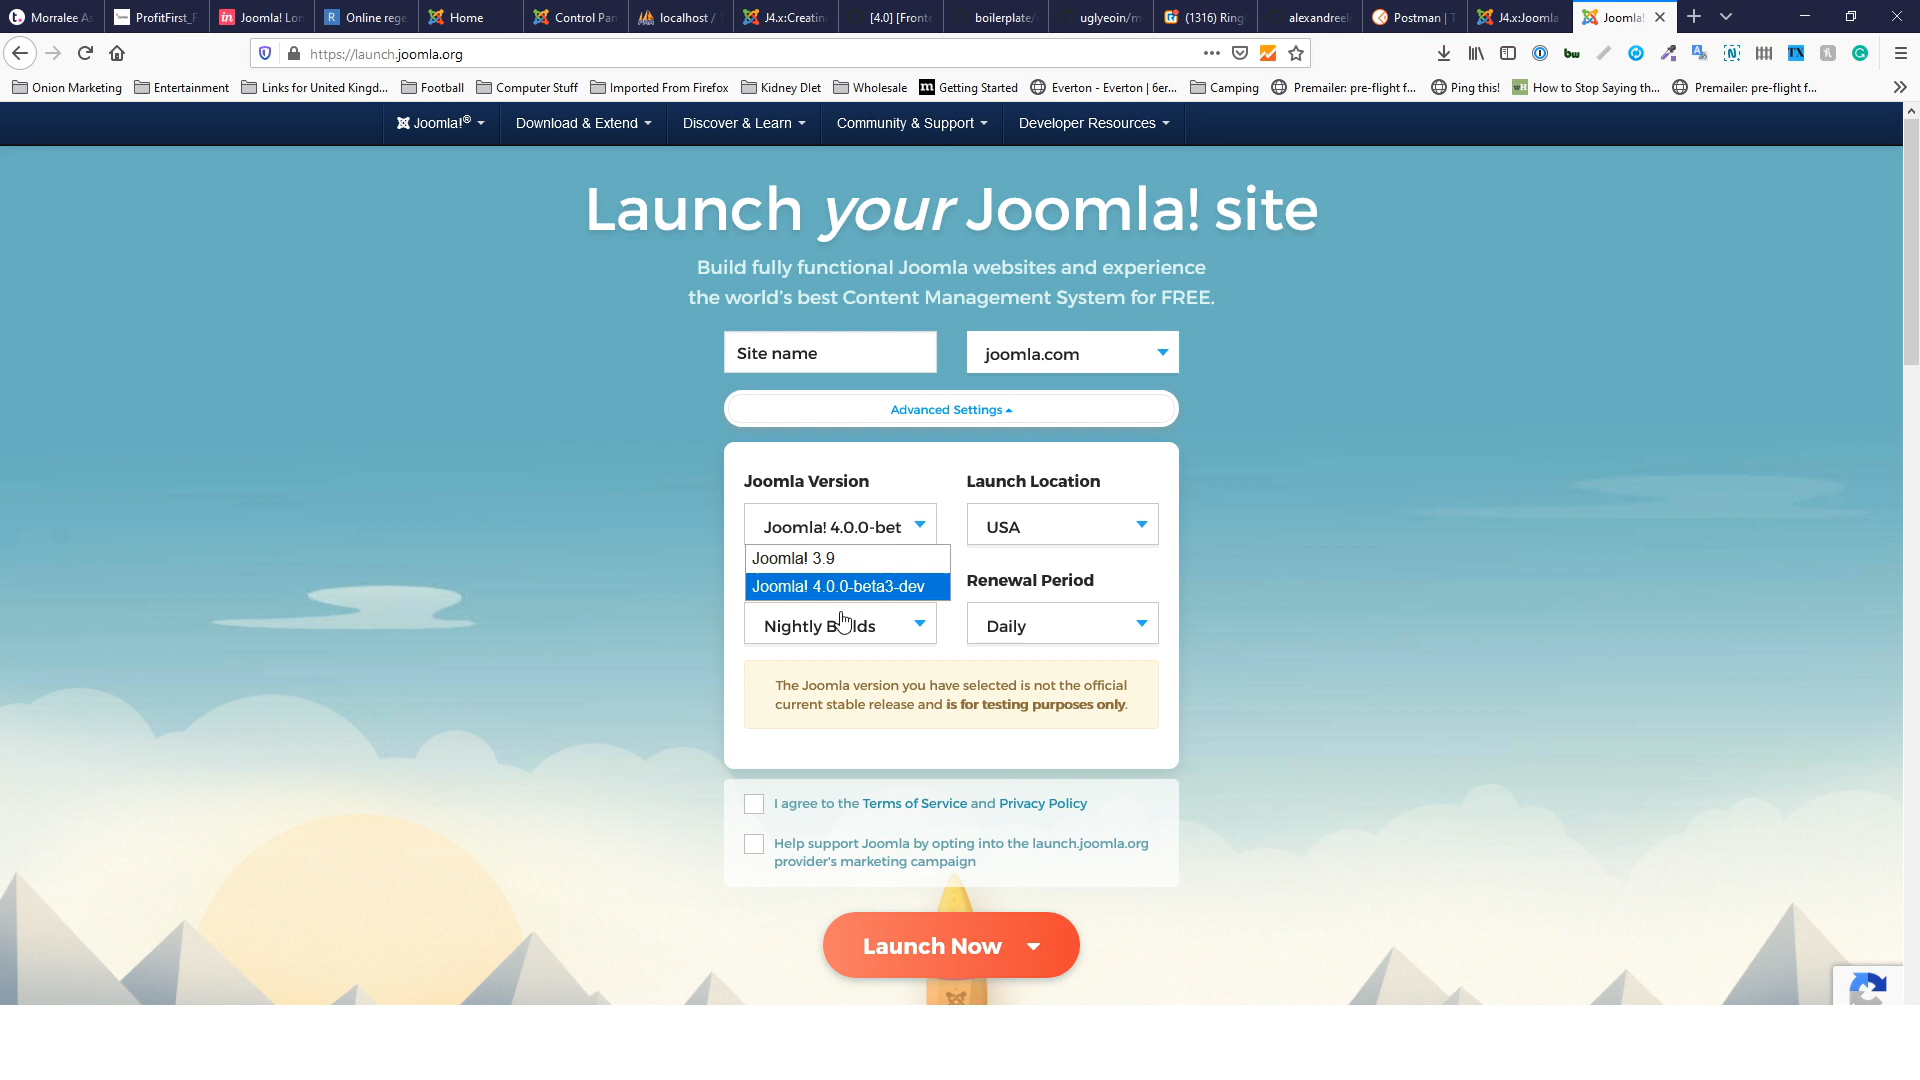 Morralee As
ProfitFirst_F
Joomla! Lon
Online rege
Home
Control Pan
localhost /
J4.x:Creatin
[4.0] [Fronte
boilerplate/
uglyeoin/m
(1316) Ring
alexandreeli
Postman | T
J4.x:Joomla
Joomla!
https://launch.joomla.org
Onion Marketing
Entertainment
Links for United Kingd...
Football
Computer Stuff
Imported From Firefox
Kidney DIet
Wholesale
Getting Started
Everton - Everton | 6er...
Camping
Premailer: pre-flight f...
Ping this!
How to Stop Saying th...
Premailer: pre-flight f...
Joomla!®
Download & Extend
Discover & Learn
Community & Support
Developer Resources
Launch your Joomla! site
Build fully functional Joomla websites and experience
the world's best Content Management System for FREE.
Site name
joomla.com
Advanced Settings
Joomla Version
Launch Location
Joomla! 4.0.0-bet
USA
Joomla! 3.9
Joomla! 4.0.0-beta3-dev
Renewal Period
Nightly Builds
Daily
The Joomla version you have selected is not the official
current stable release and is for testing purposes only.
I agree to the Terms of Service and Privacy Policy
Help support Joomla by opting into the launch.joomla.org
provider's marketing campaign
Launch Now